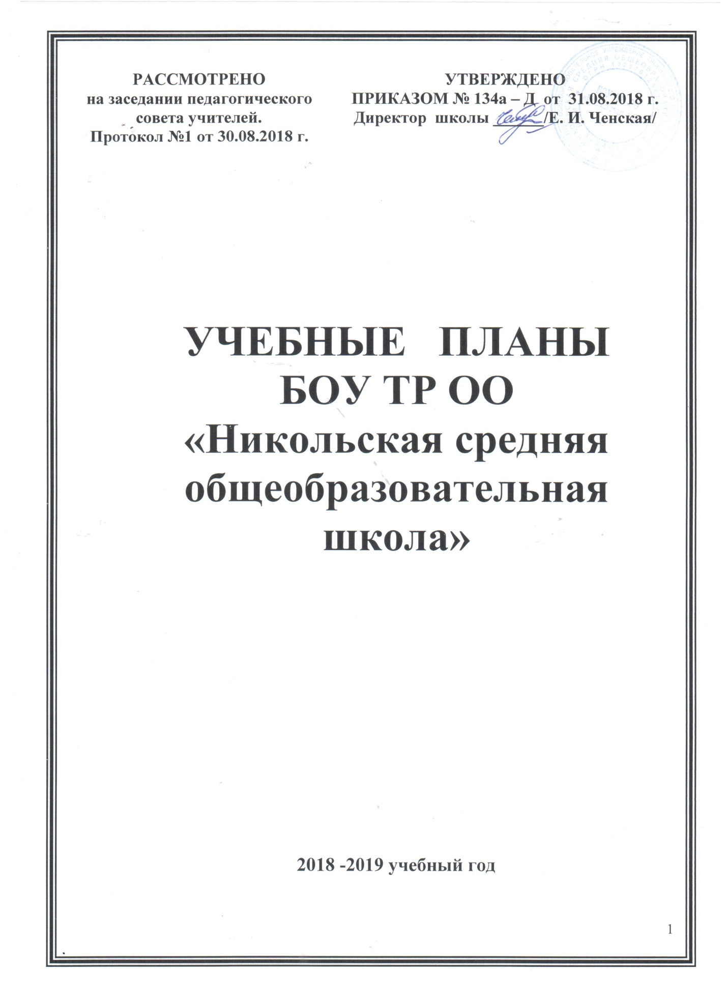 РАССМОТРЕНО
на заседании педагогического
совета учителей.
Протокол №1 от 30.08.2018 г.
УТВЕРЖДЕНО
ПРИКАЗОМ № 134а – Д от 31.08.2018 г.
Директор школы ______/Е. И. Ченская/
УЧЕБНЫЕ ПЛАНЫ
БОУ ТР ОО
«Никольская средняя
общеобразовательная
школа»
2018 -2019 учебный год
1